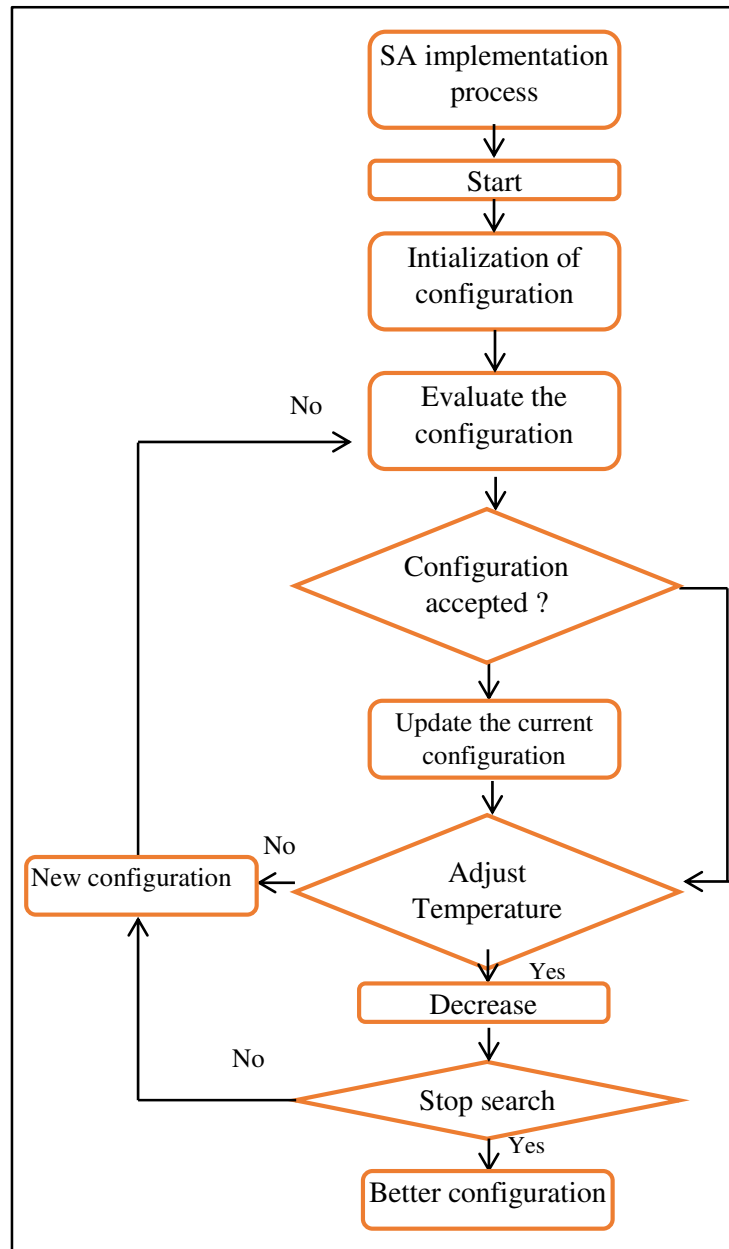 SA implementation
process
Start
Intialization of
configuration
Evaluate the
configuration
No
Configuration
accepted ?
Update the current
configuration
No
New configuration
Adjust
Temperature
Yes
Decrease
No
Stop search
Yes
Better configuration